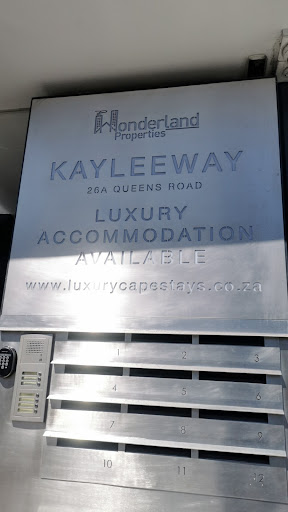 Wonderland
Properties
KAYLEEWAY
26A QUEENS ROAD
LUXURY
ACCOMMODATION
AVAILABLE
www.luxurycapestays.co.za
1 2 3
4 5 6
7 8 9
10 11 12